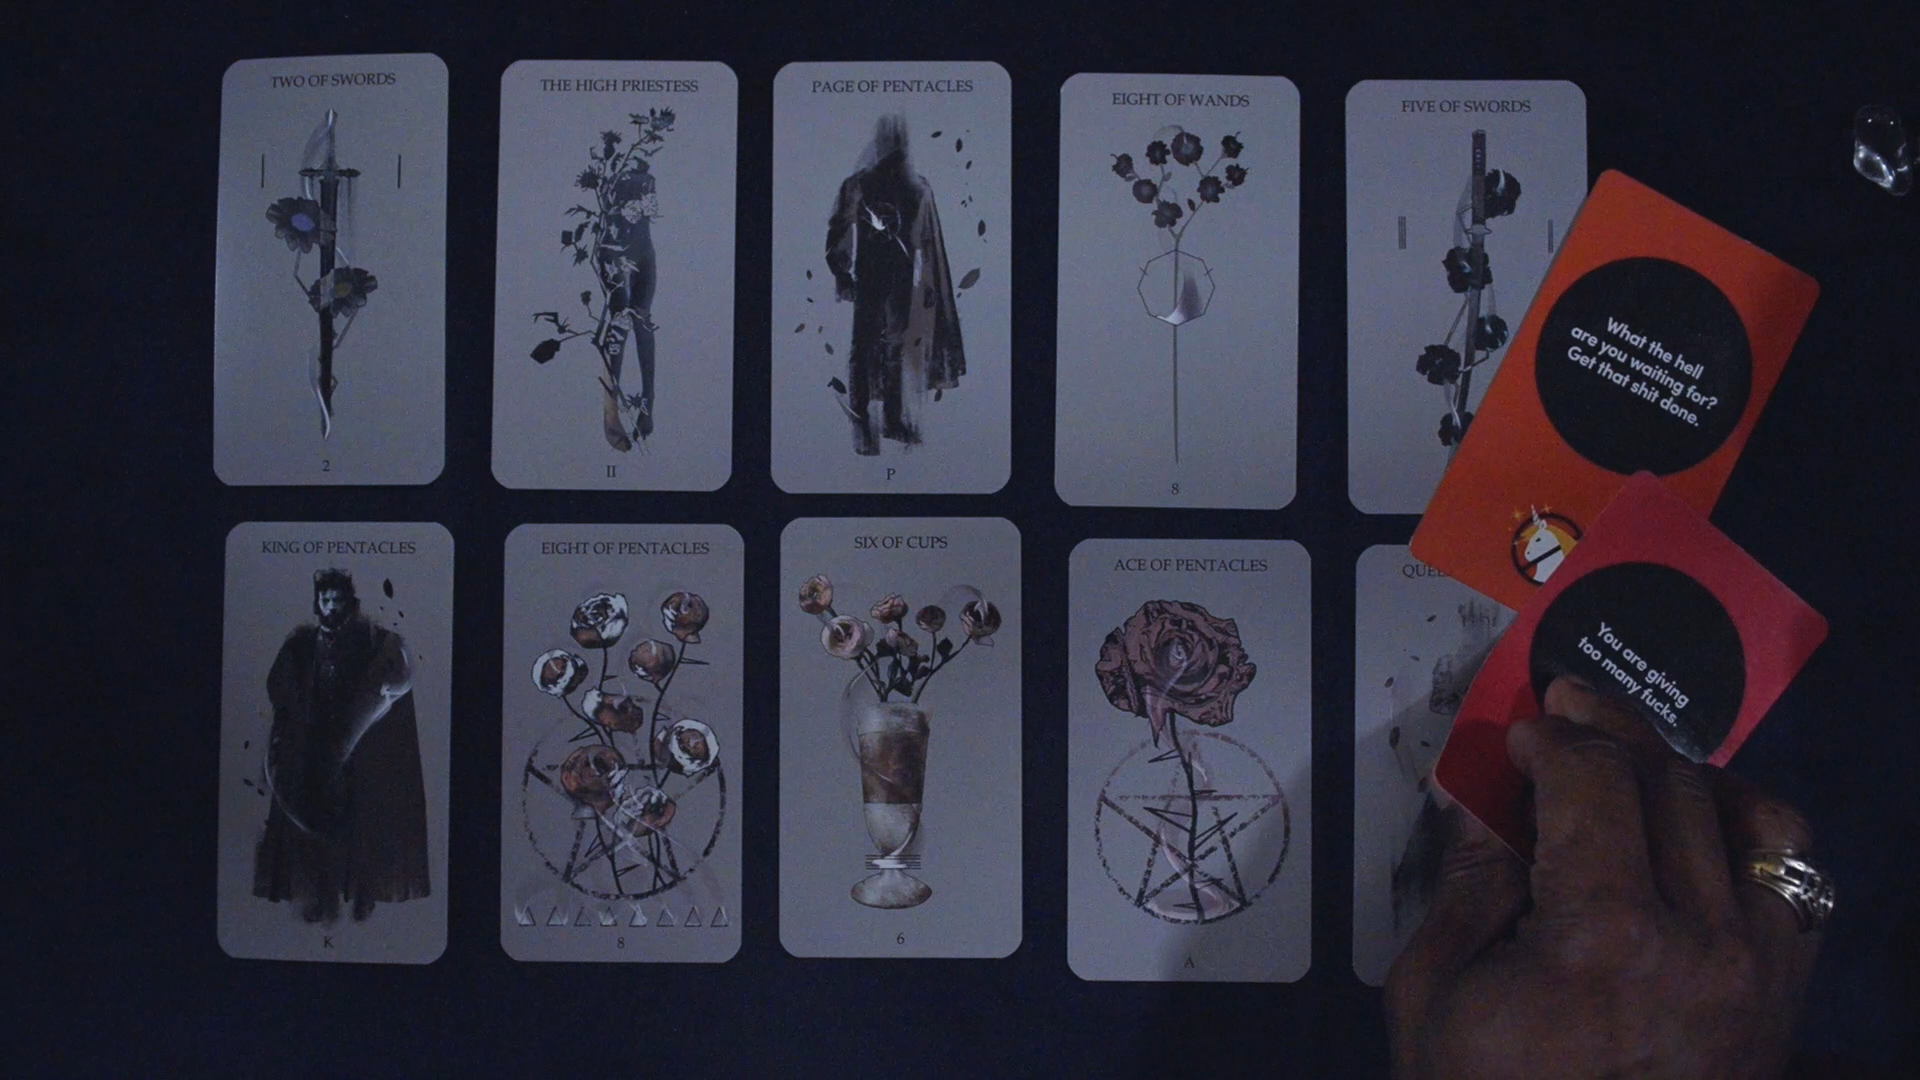 TWO OF SWORDS
2
THE HIGH PRIESTESS
II
PAGE OF PENTACLES
P
EIGHT OF WANDS
8
FIVE OF SWORDS
What the hell
are you waiting for?
Get that shit done.
KING OF PENTACLES
K
EIGHT OF PENTACLES
8
SIX OF CUPS
6
ACE OF PENTACLES
A
You are giving
too many fucks.